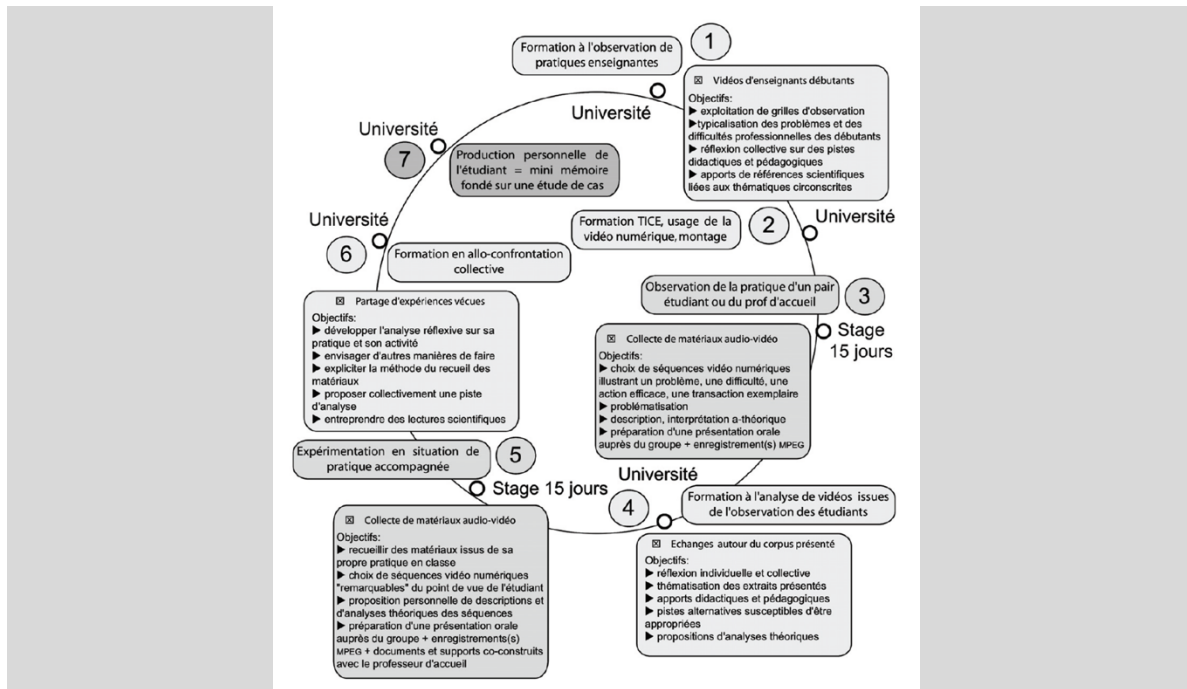 1
Formation à l'observation de
pratiques enseignantes
Université
☒ Vidéos d'enseignants débutants
Objectifs:
► exploitation de grilles d'observation
►typicalisation des problèmes et des
difficultés professionnelles des débutants
► réflexion collective sur des pistes
didactiques et pédagogiques
► apports de références scientifiques
liées aux thématiques circonscrites
2
Université
Formation TICE, usage de la
vidéo numérique, montage
3
Observation de la pratique d'un pair
étudiant ou du prof d'accueil
Stage
15 jours
☒ Collecte de matériaux audio-vidéo
Objectifs:
► choix de séquences vidéo numériques
illustrant un problème, une difficulté, une
action efficace, une transaction exemplaire
► problématisation
► description, interprétation a-théorique
► préparation d'une présentation orale
auprès du groupe + enregistrement(s) MPEG
Université
4
Formation à l'analyse de vidéos issues
de l'observation des étudiants
☒ Echanges autour du corpus présenté
Objectifs:
► réflexion individuelle et collective
► thématisation des extraits présentés
► apports didactiques et pédagogiques
► pistes alternatives susceptibles d'être
appropriées
► propositions d'analyses théoriques
5
Expérimentation en situation de
pratique accompagnée
Stage 15 jours
☒ Collecte de matériaux audio-vidéo
Objectifs:
► recueillir des matériaux issus de sa
propre pratique en classe
► choix de séquences vidéo numériques
"remarquables" du point de vue de l'étudiant
► proposition personnelle de descriptions et
d'analyses théoriques des séquences
► préparation d'une présentation orale
auprès du groupe + enregistrements(s)
MPEG + documents et supports co-construits
avec le professeur d'accueil
Université
6
Formation en allo-confrontation
collective
☒ Partage d'expériences vécues
Objectifs:
► développer l'analyse réflexive sur sa
pratique et son activité
► envisager d'autres manières de faire
► expliciter la méthode du recueil des
matériaux
► proposer collectivement une piste
d'analyse
► entreprendre des lectures scientifiques
Université
7
Production personnelle de
l'étudiant = mini mémoire
fondé sur une étude de cas